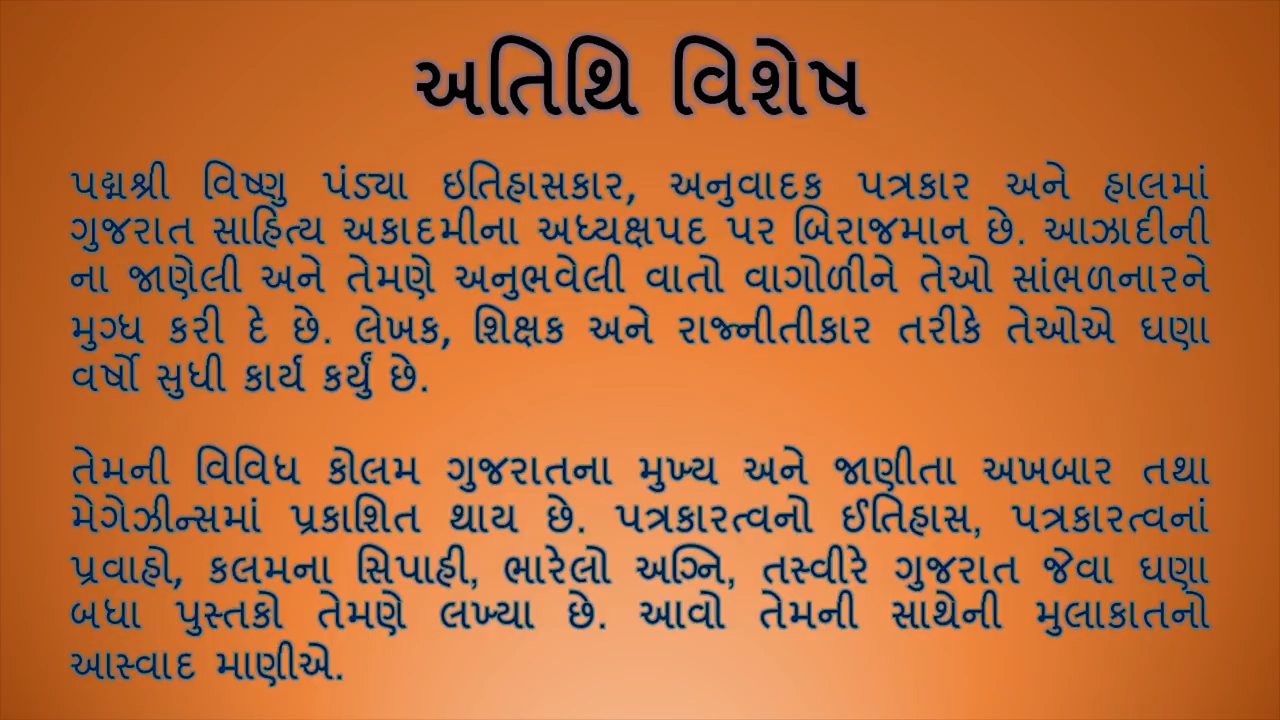 અતિથિ વિશેષ
પદ્મશ્રી વિષ્ણુ પંડ્યા ઇતિહાસકાર, અનુવાદક પત્રકાર અને હાલમાં
ગુજરાત સાહિત્ય અકાદમીના અધ્યક્ષપદ પર બિરાજમાન છે. આઝાદીની
ના જાણેલી અને તેમણે અનુભવેલી વાતો વાગોળીને તેઓ સાંભળનારને
મુગ્ધ કરી દે છે. લેખક, શિક્ષક અને રાજ્નીતીકાર તરીકે તેઓએ ઘણા
વર્ષો સુધી કાર્ય કર્યું છે.
તેમની વિવિધ કોલમ ગુજરાતના મુખ્ય અને જાણીતા અખબાર તથા
મેગેઝીન્સમાં પ્રકાશિત થાય છે. પત્રકારત્વનો ઈતિહાસ, પત્રકારત્વનાં
પ્રવાહો, કલમના સિપાહી, ભારેલો અગ્નિ, તસ્વીરે ગુજરાત જેવા ઘણા
બધા પુસ્તકો તેમણે લખ્યા છે. આવો તેમની સાથેની મુલાકાતનો
આસ્વાદ માણીએ.